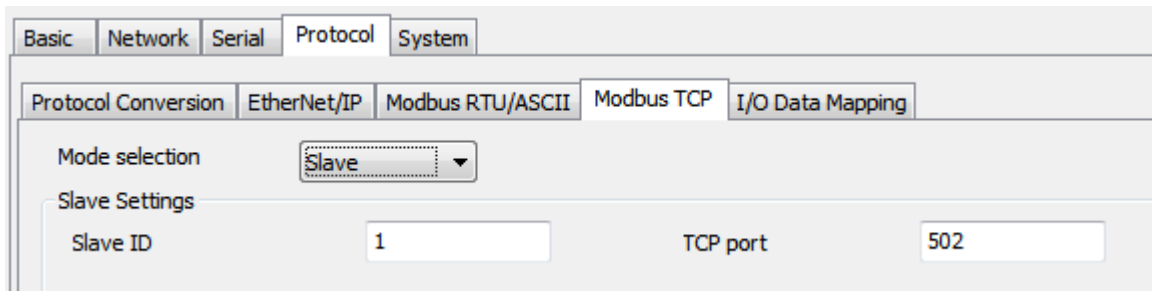 Basic Network Serial Protocol System
Protocol Conversion EtherNet/IP Modbus RTU/ASCII Modbus TCP I/O Data Mapping
Mode selection Slave
Slave Settings
Slave ID 1 TCP port 502